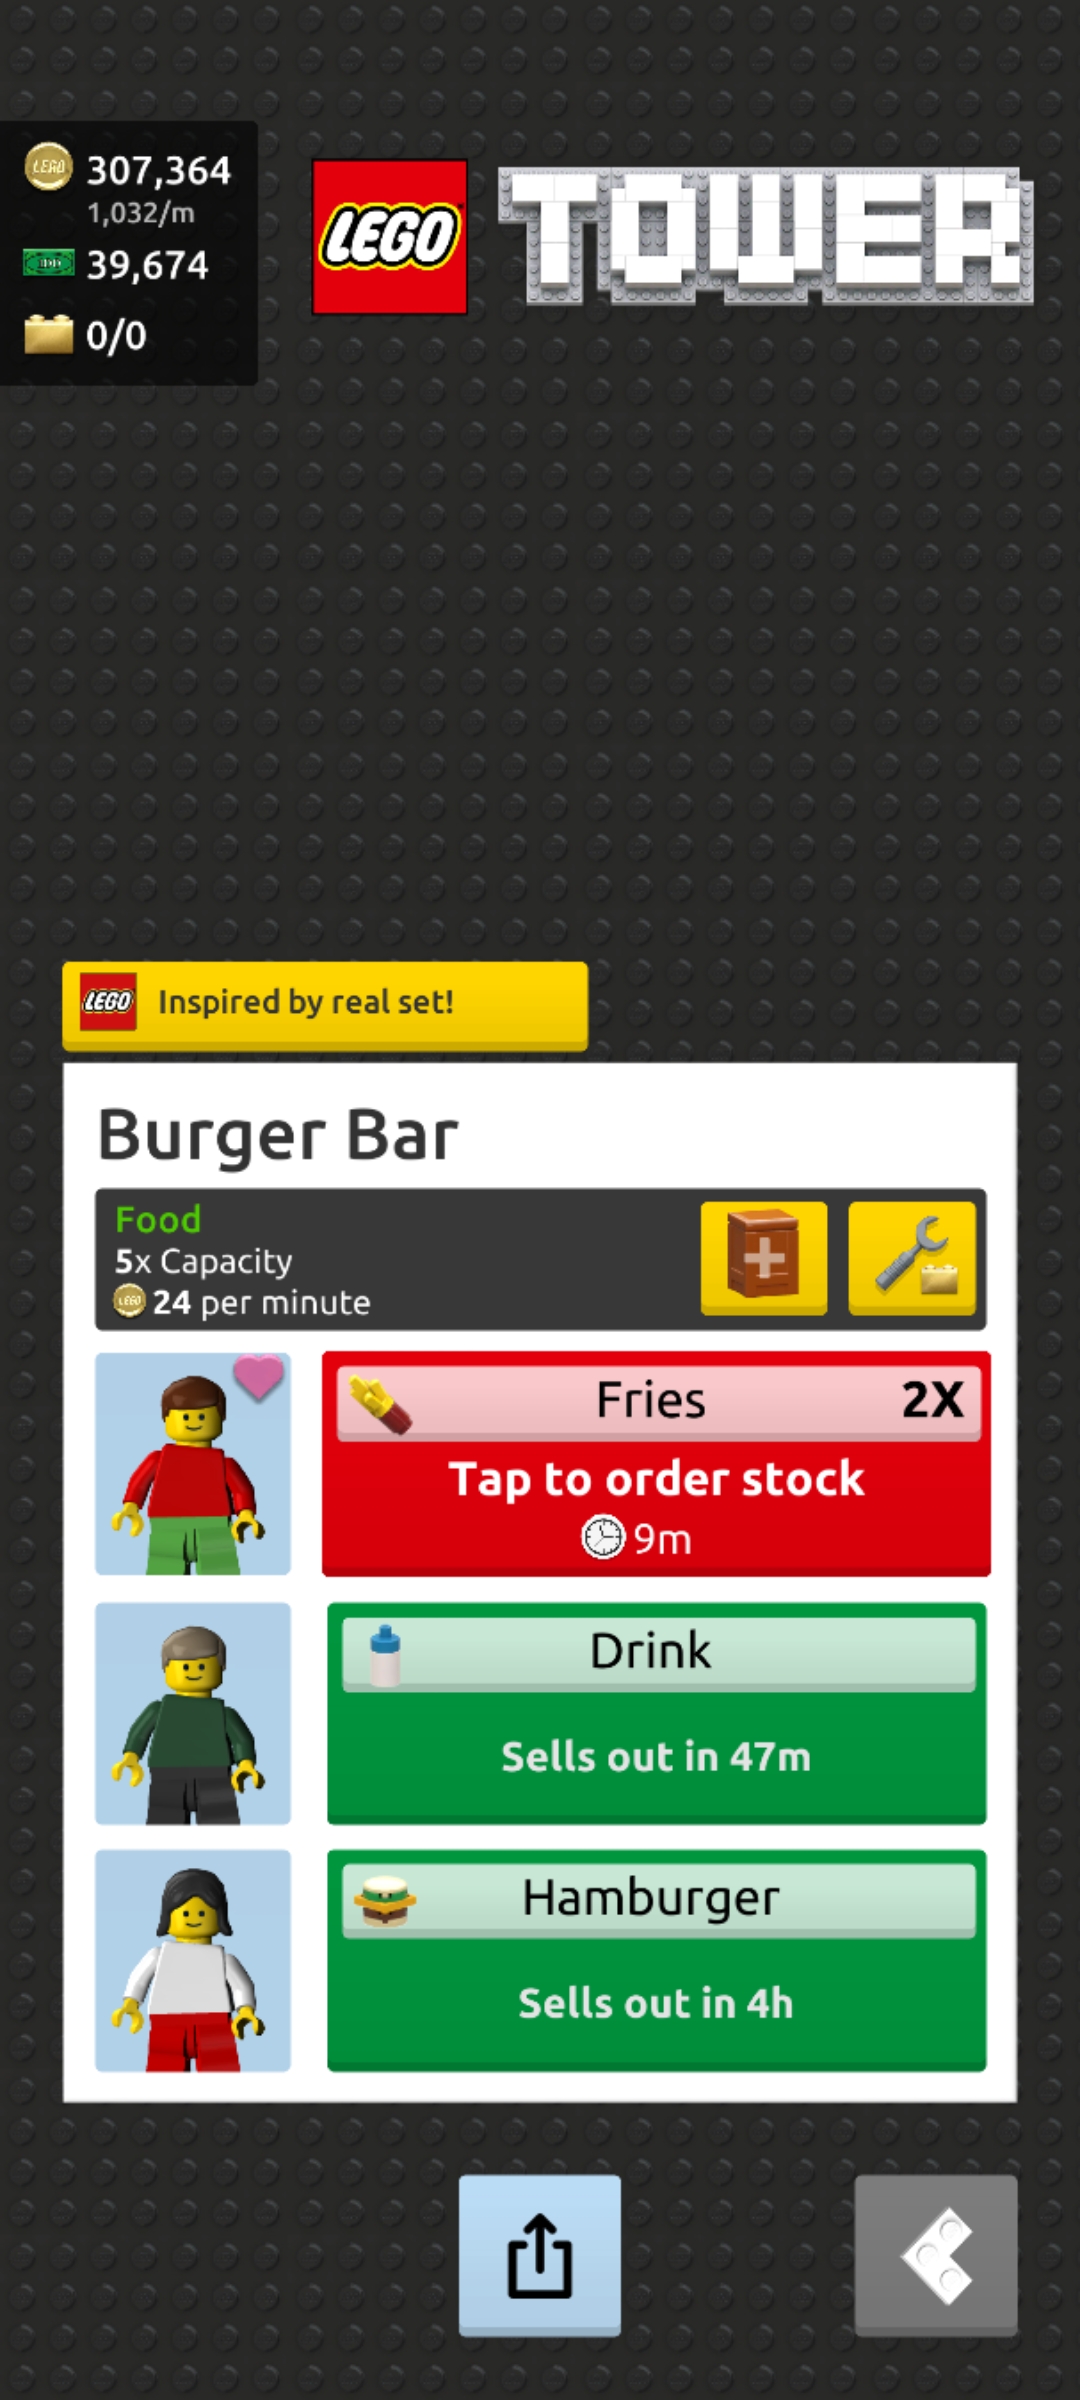 307,364
1,032/m
39,674
0/0
LEGO TOWER
LEGO Inspired by real set!
Burger Bar
Food
5x Capacity
24 per minute
Fries 2X
Tap to order stock
9m
Drink
Sells out in 47m
Hamburger
Sells out in 4h